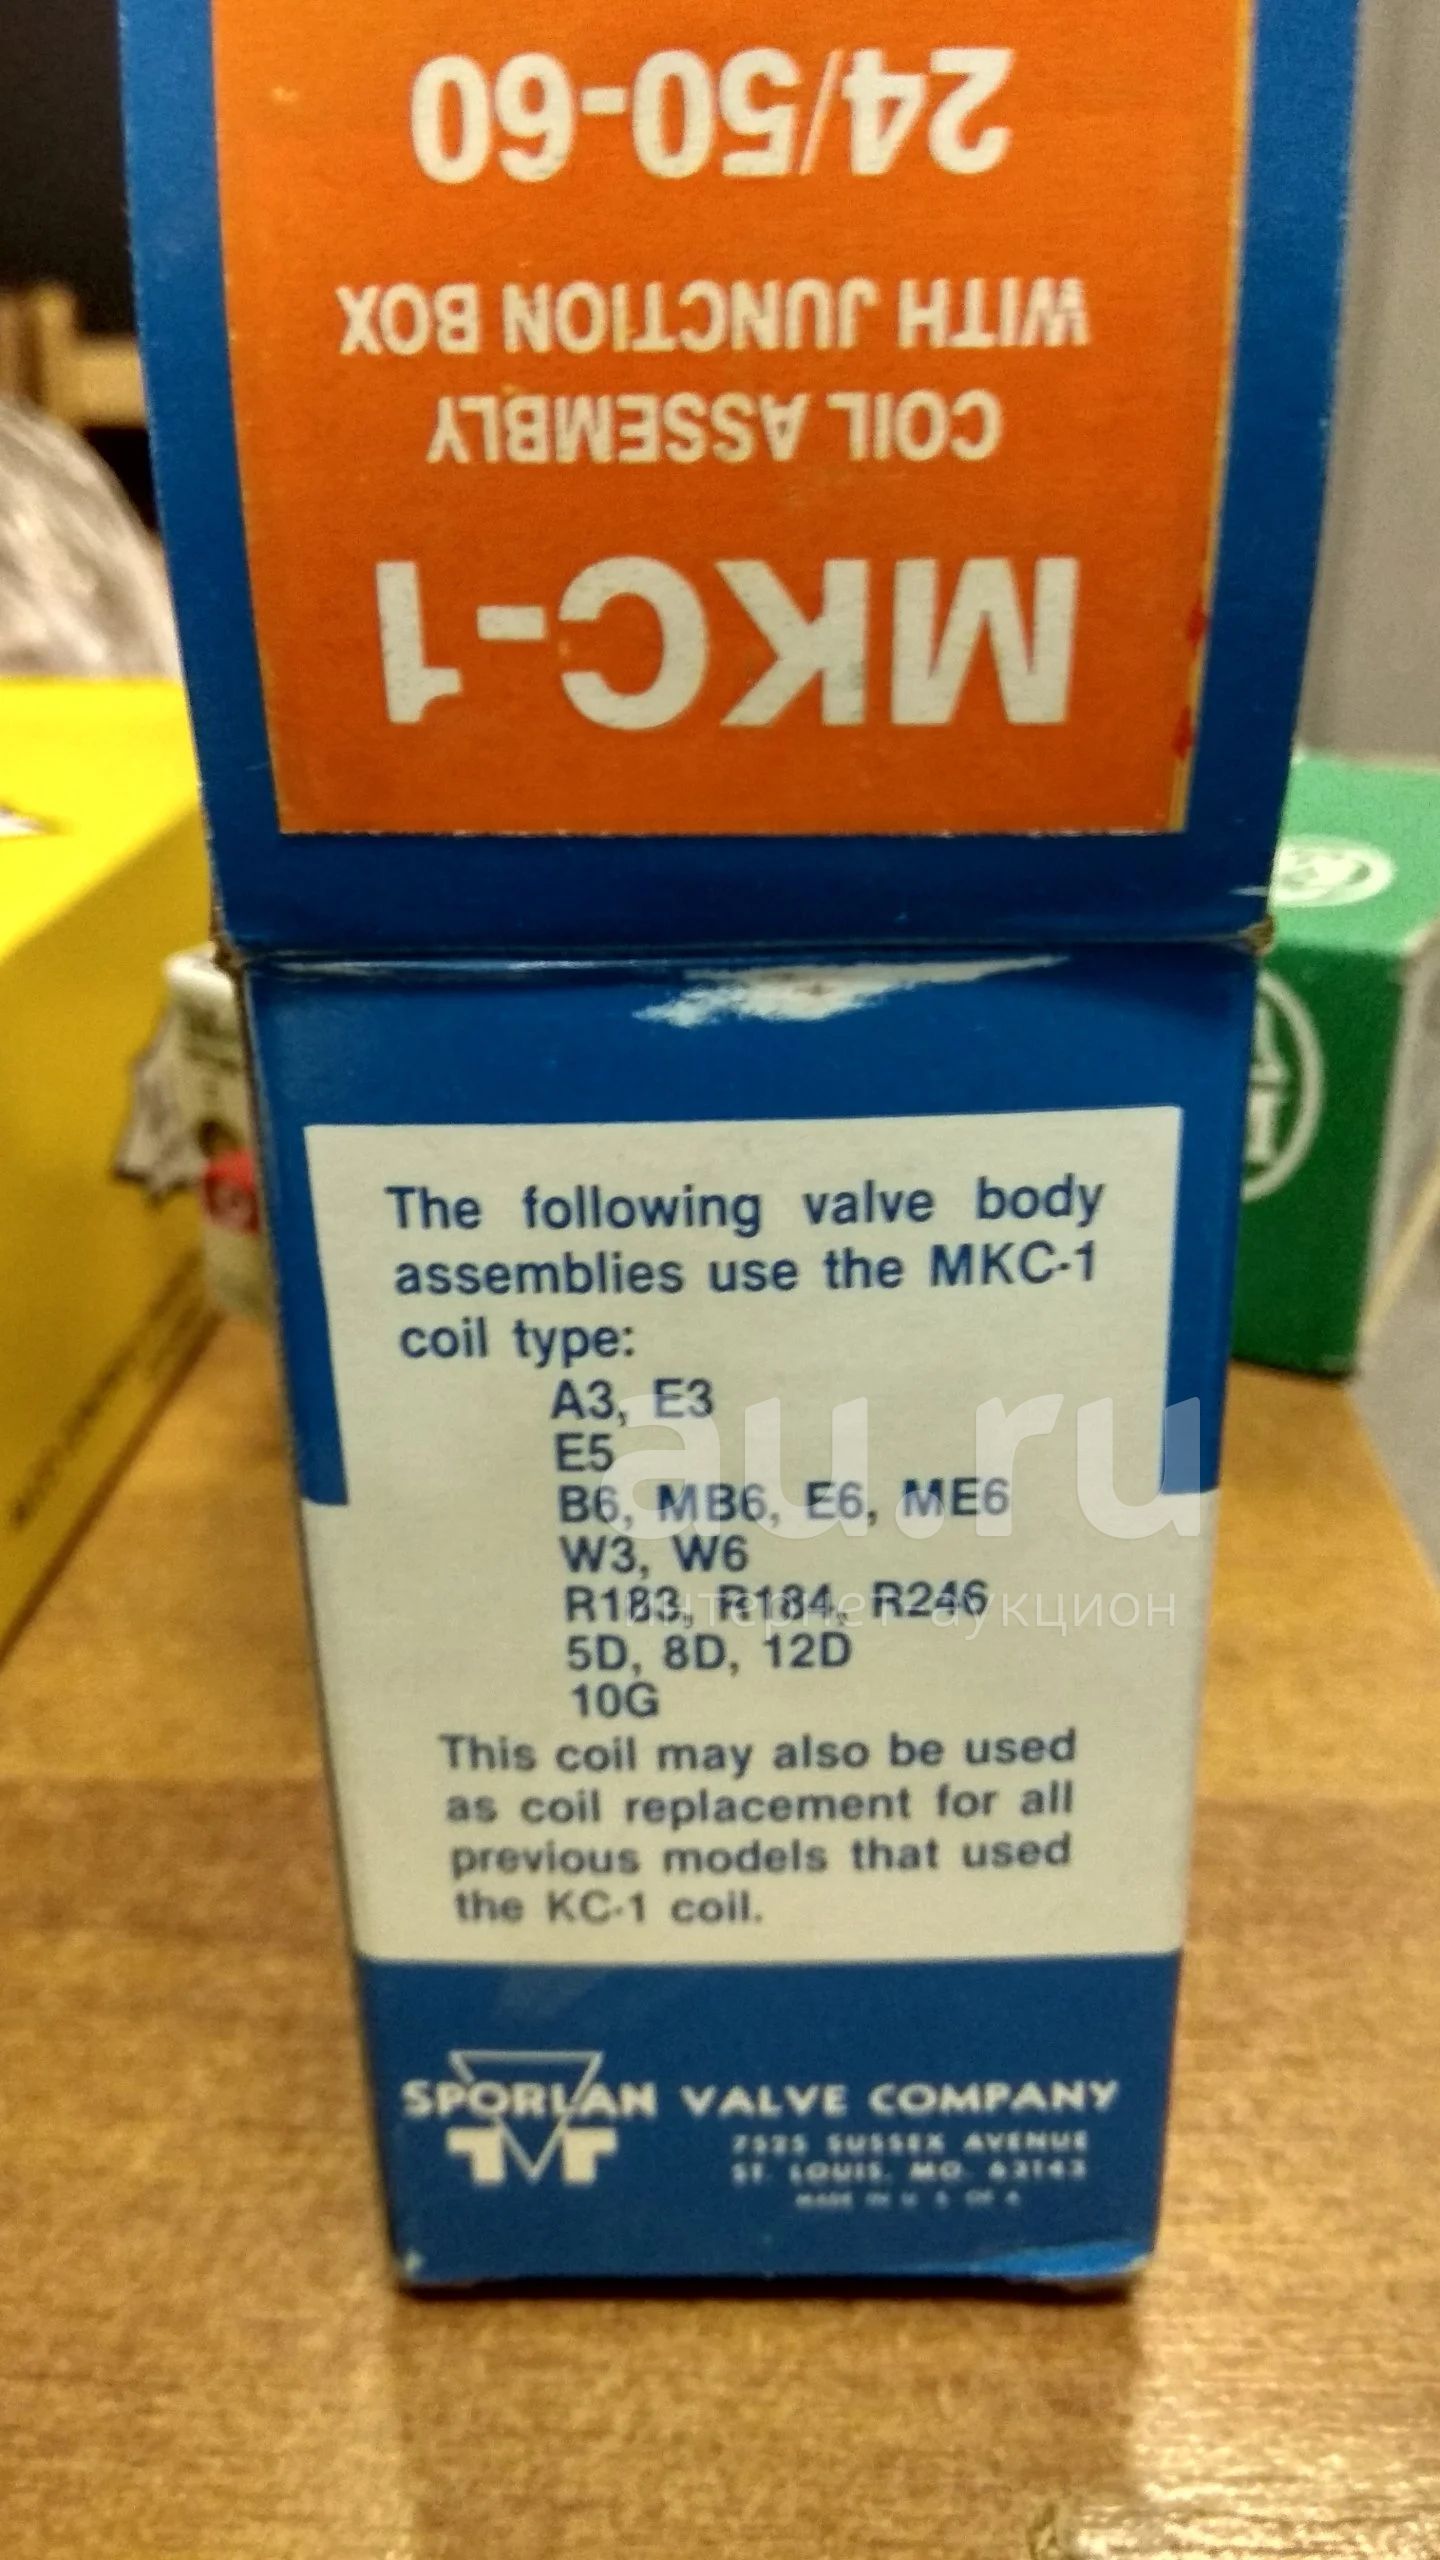 24/50-60
WITH JUNCTION BOX
COIL ASSEMBLY
MKC-1
The following valve body
assemblies use the MKC-1
coil type:
A3, E3
E5
B6, MB6, E6, ME6
W3, W6
R183, R184, R246
5D, 8D, 12D
10G
This coil may also be used
as coil replacement for all
previous models that used
the KC-1 coil.
SPORLAN VALVE COMPANY
7525 SUSSEX AVENUE
ST. LOUIS, MO. 63143
MADE IN U. S. OF A.
au.ru
интернет-аукцион